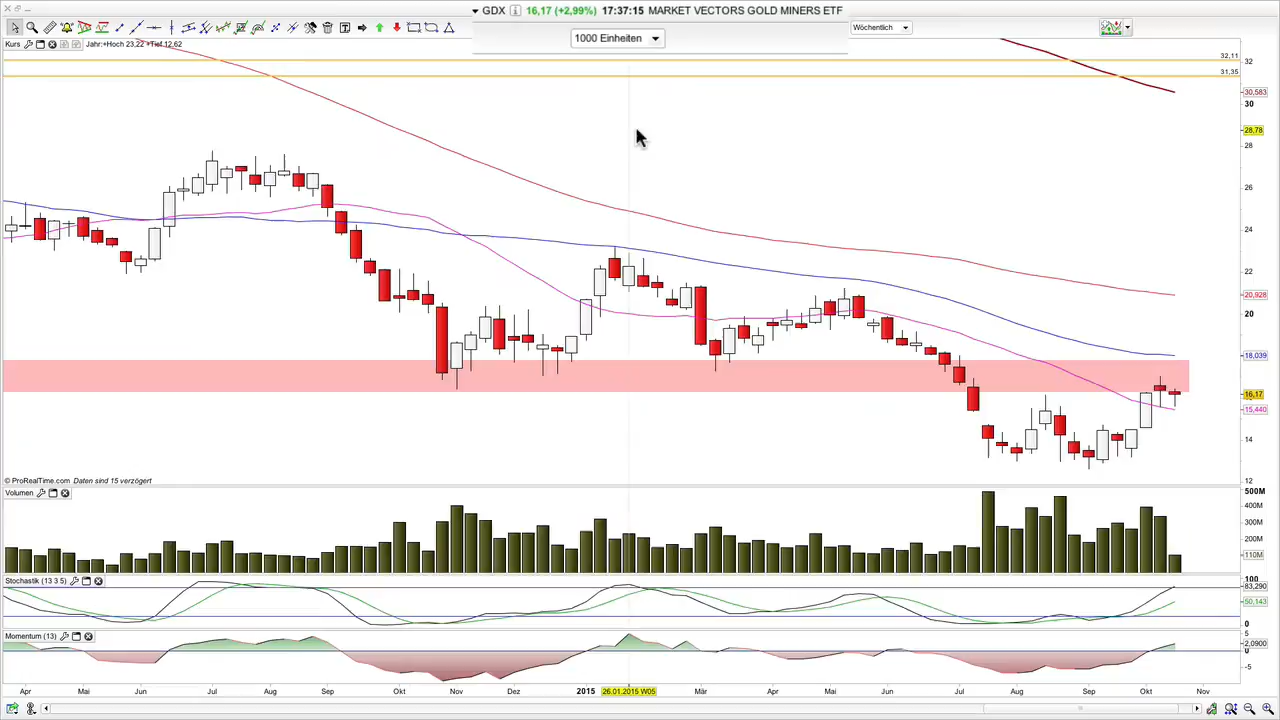 GDX 16,17 (+2,99%) 17:37:15 MARKET VECTORS GOLD MINERS ETF
1000 Einheiten
Wöchentlich
Kurs
Jahr:+Hoch 23,22 +Tief 12,62
32,11
31,35
32
30,583
30
28,78
28
26
24
22
20,928
20
18,039
16,17
15,440
14
12
© ProRealTime.com Daten sind 15 verzögert
Volumen
500M
400M
300M
200M
110M
Stochastik (13 3 5)
100
83,290
50,143
0
Momentum (13)
5
2,0900
0
-5
Apr Mai Jun Jul Aug Sep Okt Nov Dez 2015 26.01.2015 W05 Mär Apr Mai Jun Jul Aug Sep Okt Nov